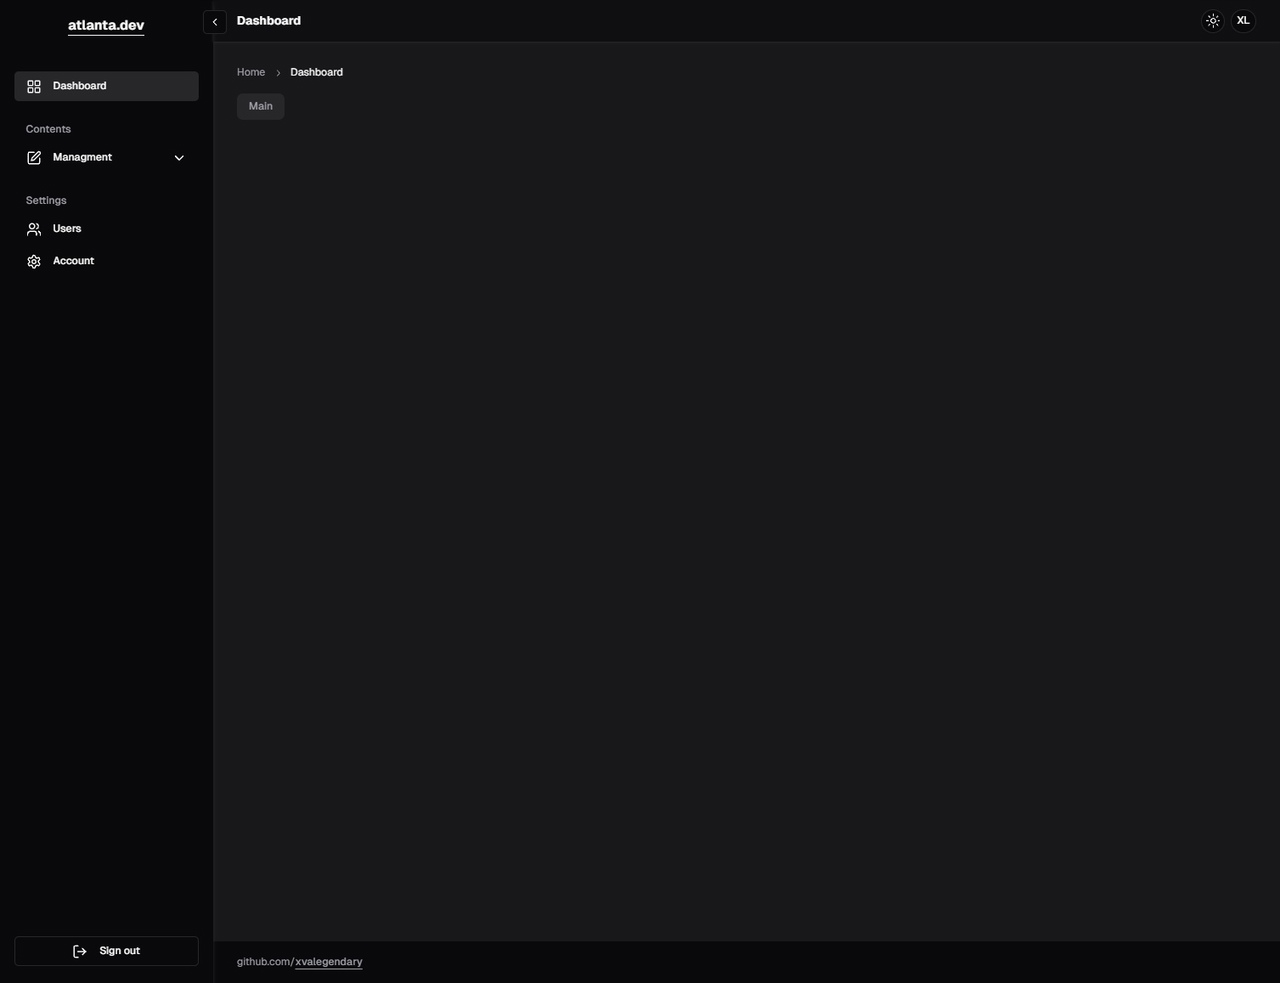 atlanta.dev
Dashboard
XL
Dashboard
Home
Dashboard
Main
Contents
Managment
Settings
Users
Account
Sign out
github.com/xvalegendary